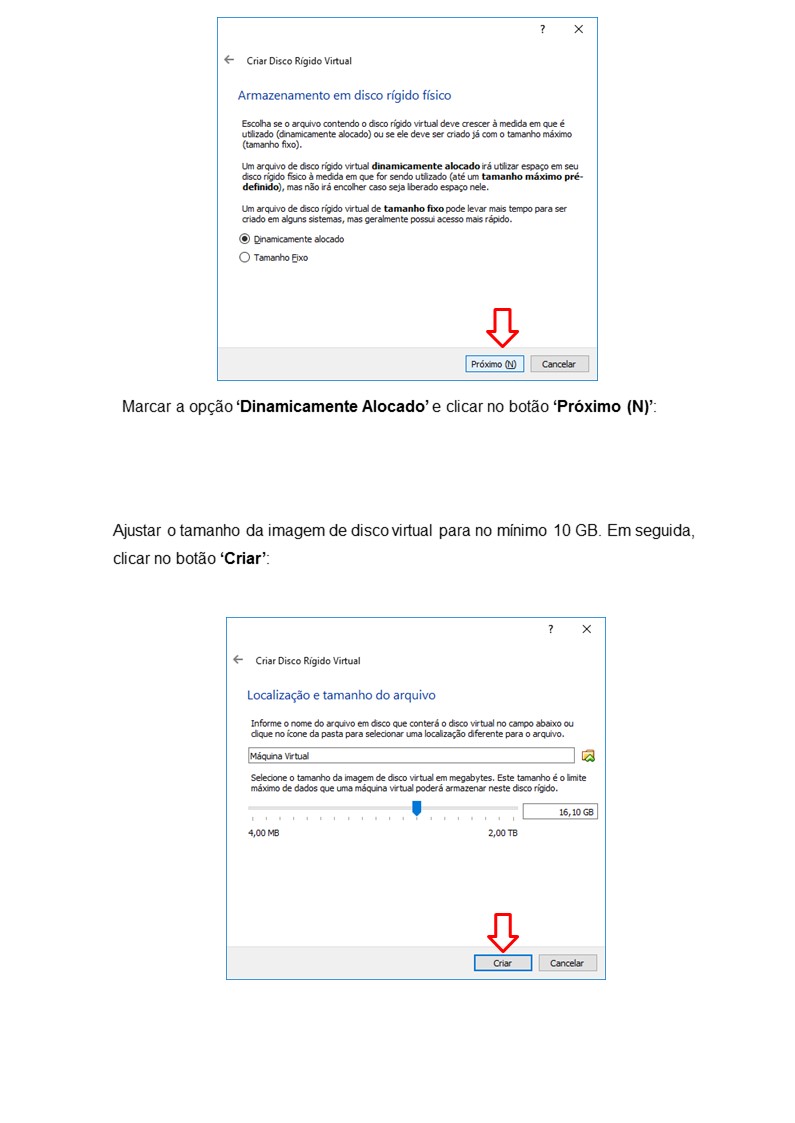 ?
Criar Disco Rígido Virtual
Armazenamento em disco rígido físico
Escolha se o arquivo contendo o disco rígido virtual deve crescer à medida em que é
utilizado (dinamicamente alocado) ou se ele deve ser criado já com o tamanho máximo
(tamanho fixo).
Um arquivo de disco rígido virtual dinamicamente alocado irá utilizar espaço em seu
disco rígido físico à medida em que for sendo utilizado (até um tamanho máximo pré-
definido), mas não irá encolher caso seja liberado espaço nele.
Um arquivo de disco rígido virtual de tamanho fixo pode levar mais tempo para ser
criado em alguns sistemas, mas geralmente possui acesso mais rápido.
Dinamicamente alocado
Tamanho Fixo
Próximo (N) Cancelar
Marcar a opção ‘Dinamicamente Alocado’ e clicar no botão ‘Próximo (N)’:
Ajustar o tamanho da imagem de disco virtual para no mínimo 10 GB. Em seguida,
clicar no botão ‘Criar’:
?
Criar Disco Rígido Virtual
Localização e tamanho do arquivo
Informe o nome do arquivo em disco que conterá o disco virtual no campo abaixo ou
clique no ícone da pasta para selecionar uma localização diferente para o arquivo.
Máquina Virtual
Selecione o tamanho da imagem de disco virtual em megabytes. Este tamanho é o limite
máximo de dados que uma máquina virtual poderá armazenar neste disco rígido.
16,10 GB
4,00 MB 2,00 TB
Criar Cancelar